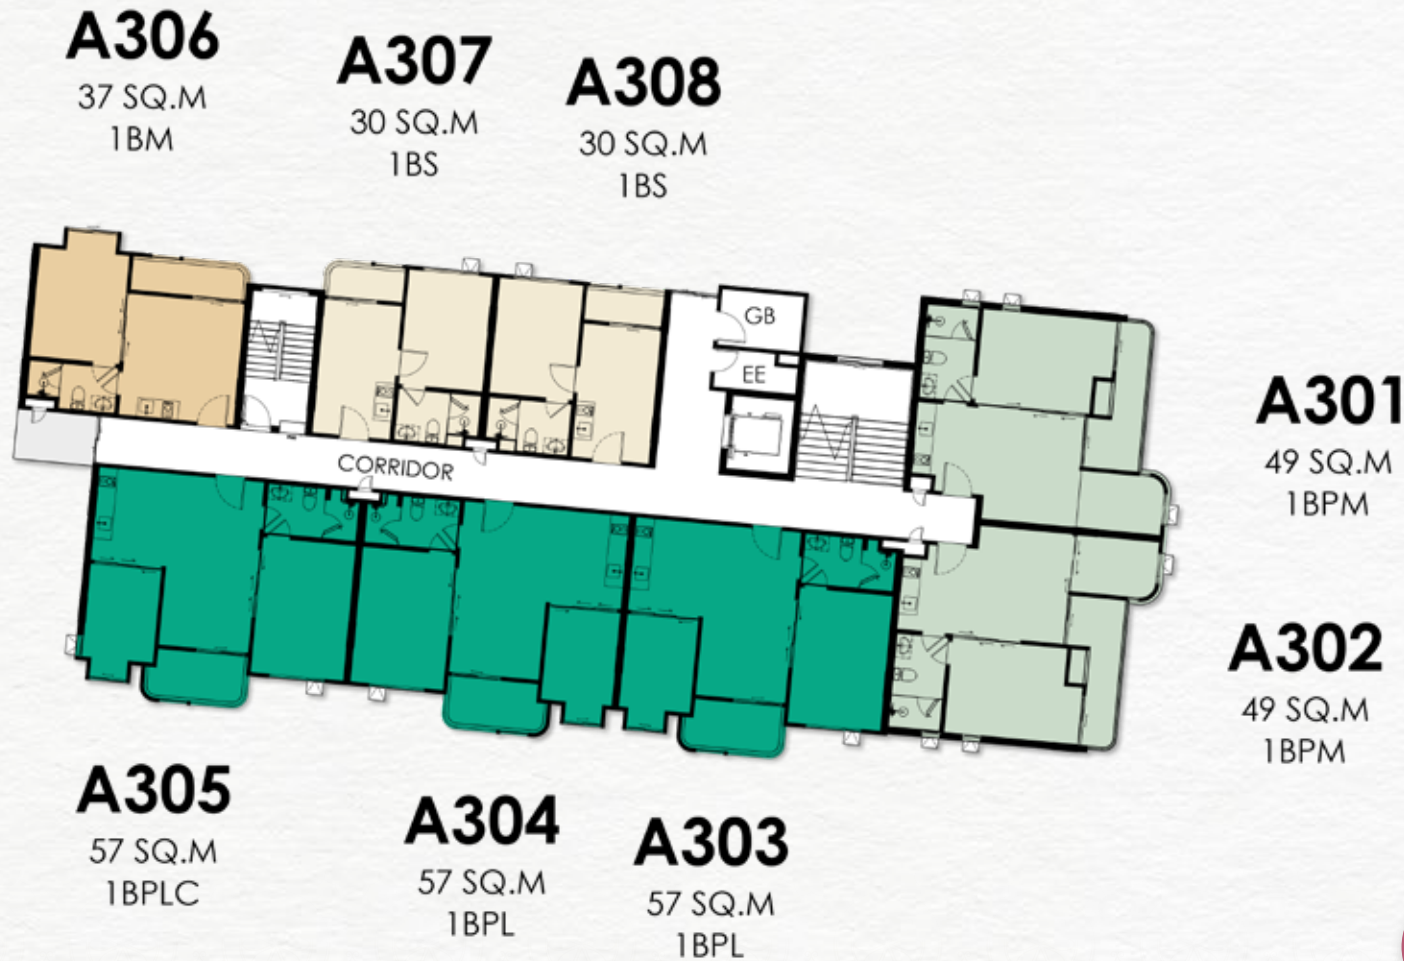 A306
37 SQ.M
1BM
A307
30 SQ.M
1BS
A308
30 SQ.M
1BS
GB
EE
CORRIDOR
A301
49 SQ.M
1BPM
A302
49 SQ.M
1BPM
A305
57 SQ.M
1BPLC
A304
57 SQ.M
1BPL
A303
57 SQ.M
1BPL